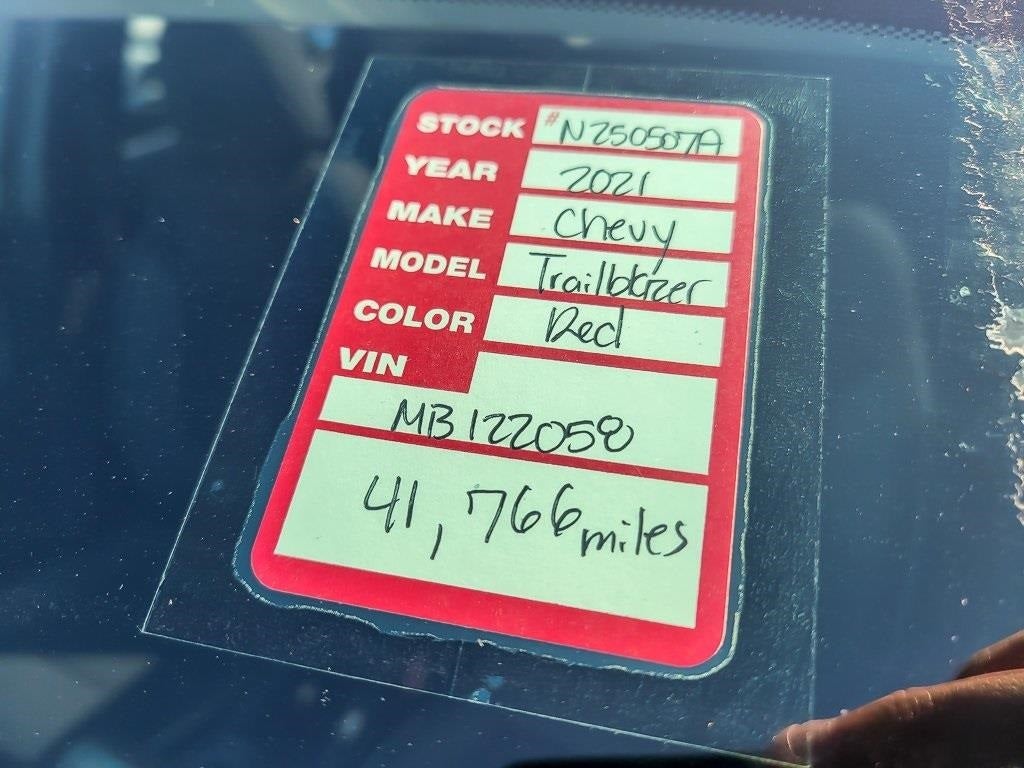 STOCK # N250507A
YEAR 2021
MAKE Chevy
MODEL Trailblazer
COLOR Red
VIN
MB122058
41,766 miles